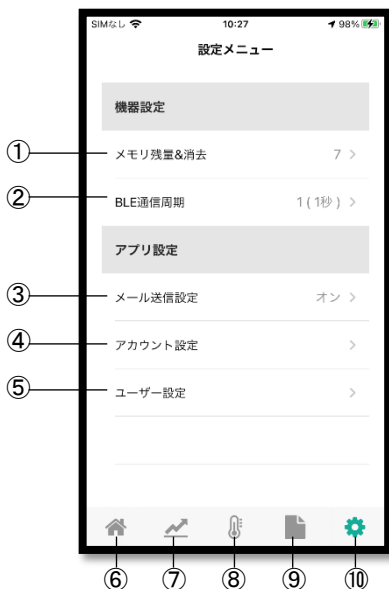 SIMなし 10:27 98%
設定メニュー
機器設定
① メモリ残量&消去 7 >
② BLE通信周期 1 ( 1秒 ) >
アプリ設定
③ メール送信設定 オン >
④ アカウント設定 >
⑤ ユーザー設定 >
⑥ ⑦ ⑧ ⑨ ⑩